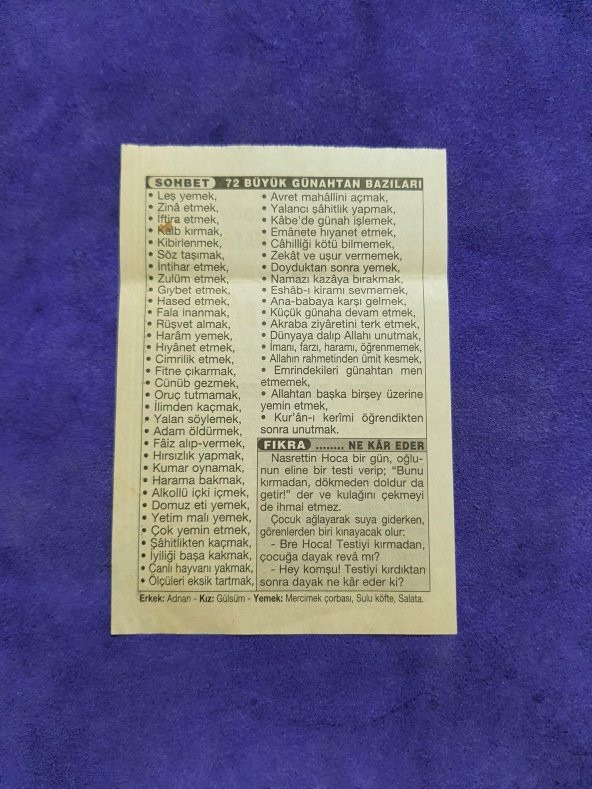 SOHBET 72 BÜYÜK GÜNAHTAN BAZILARI
• Leş yemek,
• Zinâ etmek,
• İftira etmek,
• Kalb kırmak,
• Kibirlenmek,
• Söz taşımak,
• İntihar etmek,
• Zulüm etmek,
• Gıybet etmek,
• Hased etmek,
• Fala inanmak,
• Rüşvet almak,
• Harâm yemek,
• Hıyânet etmek,
• Cimrilik etmek,
• Fitne çıkarmak,
• Cünüb gezmek,
• Oruç tutmamak,
• İlimden kaçmak,
• Yalan söylemek,
• Adam öldürmek,
• Fâiz alıp-vermek,
• Hırsızlık yapmak,
• Kumar oynamak,
• Harama bakmak,
• Alkollü içki içmek,
• Domuz eti yemek,
• Yetim malı yemek,
• Çok yemin etmek,
• Şâhitlikten kaçmak,
• İyiliği başa kakmak,
• Canlı hayvanı yakmak,
• Ölçüleri eksik tartmak,
• Avret mahâllini açmak,
• Yalancı şâhitlik yapmak,
• Kâbe'de günah işlemek,
• Emânete hıyanet etmek,
• Câhilliği kötü bilmemek,
• Zekât ve uşur vermemek,
• Doyduktan sonra yemek,
• Namazı kazâya bırakmak,
• Eshâb-ı kiramı sevmemek,
• Ana-babaya karşı gelmek,
• Küçük günaha devam etmek,
• Akraba ziyâretini terk etmek,
• Dünyaya dalıp Allahı unutmak,
• İmanı, farzı, haramı, öğrenmemek,
• Allahın rahmetinden ümit kesmek,
• Emrindekileri günahtan men
etmemek,
• Allahtan başka birşey üzerine
yemin etmek,
• Kur'ân-ı kerîmi öğrendikten
sonra unutmak.
FIKRA ........ NE KÂR EDER
Nasrettin Hoca bir gün, oğlu-
nun eline bir testi verip; "Bunu
kırmadan, dökmeden doldur da
getir!" der ve kulağını çekmeyi
de ihmal etmez.
Çocuk ağlayarak suya giderken,
görenlerden biri kınayacak olur:
- Bre Hoca! Testiyi kırmadan,
çocuğa dayak revâ mı?
- Hey komşu! Testiyi kırdıktan
sonra dayak ne kâr eder ki?
Erkek: Adnan - Kız: Gülsüm - Yemek: Mercimek çorbası, Sulu köfte, Salata.